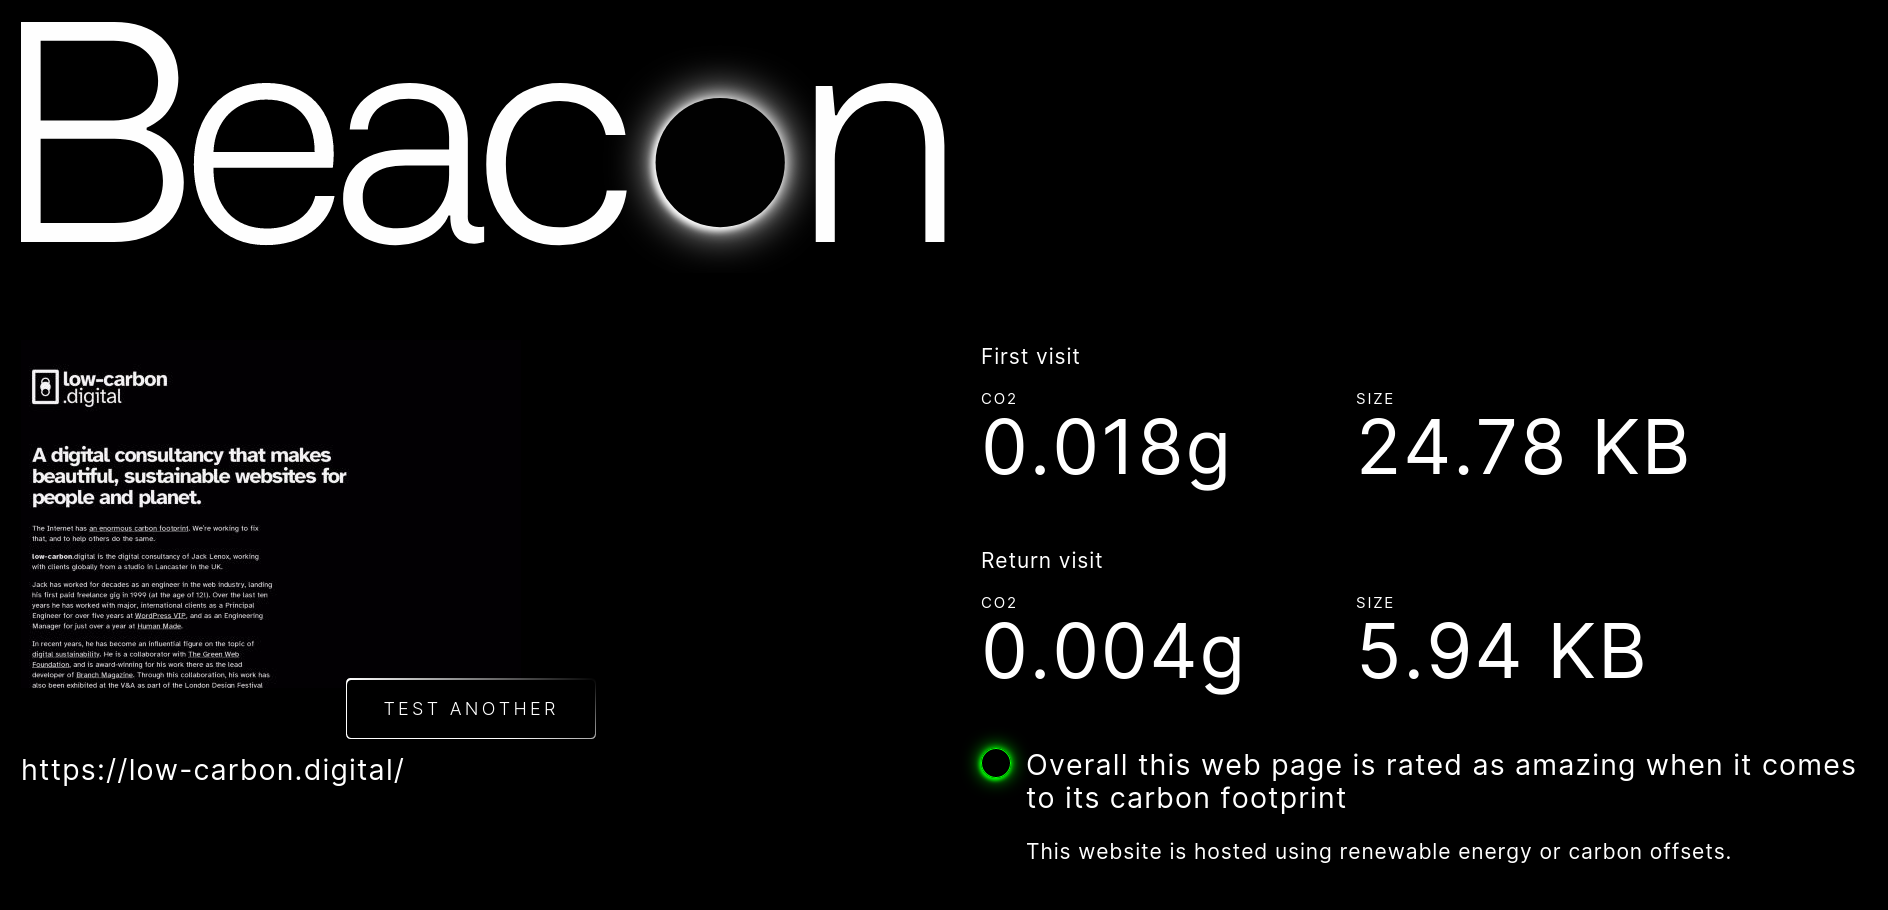 Beacon
low-carbon
.digital
A digital consultancy that makes
beautiful, sustainable websites for
people and planet.
The Internet has an enormous carbon footprint. We're working to fix
that, and to help others do the same.
low-carbon.digital is the digital consultancy of Jack Lenox, working
with clients globally from a studio in Lancaster in the UK.
Jack has worked for decades as an engineer in the web industry, landing
his first paid freelance gig in 1999 (at the age of 12!). Over the last ten
years he has worked with major, international clients as a Principal
Engineer for over five years at WordPress VIP, and as an Engineering
Manager for just over a year at Human Made.
In recent years, he has become an influential figure on the topic of
digital sustainability. He is a collaborator with The Green Web
Foundation, and is award-winning for his work there as the lead
developer of Branch Magazine. Through this collaboration, his work has
also been exhibited at the V&A as part of the London Design Festival
TEST ANOTHER
https://low-carbon.digital/
First visit
CO2 SIZE
0.018g 24.78 KB
Return visit
CO2 SIZE
0.004g 5.94 KB
Overall this web page is rated as amazing when it comes
to its carbon footprint
This website is hosted using renewable energy or carbon offsets.